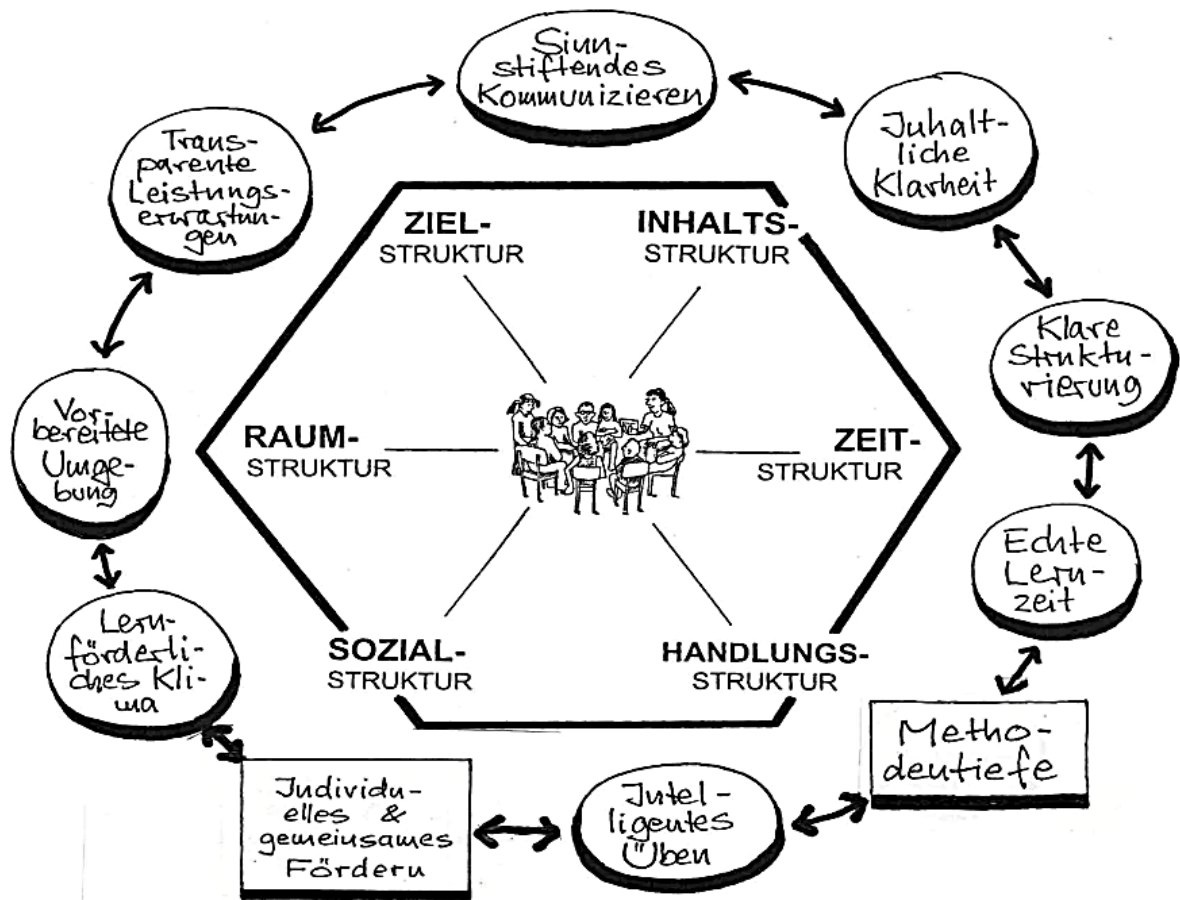 Sinn-
stiftendes
Kommunizieren
Inhalt-
liche
Klarheit
Klare
Struktu-
rierung
Echte
Lern-
zeit
Metho-
dentiefe
Intel-
ligentes
Üben
Individu-
elles &
gemeinsames
Fördern
Lern-
förderli-
ches Kli-
ma
Vor-
bereitete
Umge-
bung
Trans-
parente
Leistungs-
erwartun-
gen
ZIEL-
STRUKTUR
INHALTS-
STRUKTUR
RAUM-
STRUKTUR
ZEIT-
STRUKTUR
SOZIAL-
STRUKTUR
HANDLUNGS-
STRUKTUR